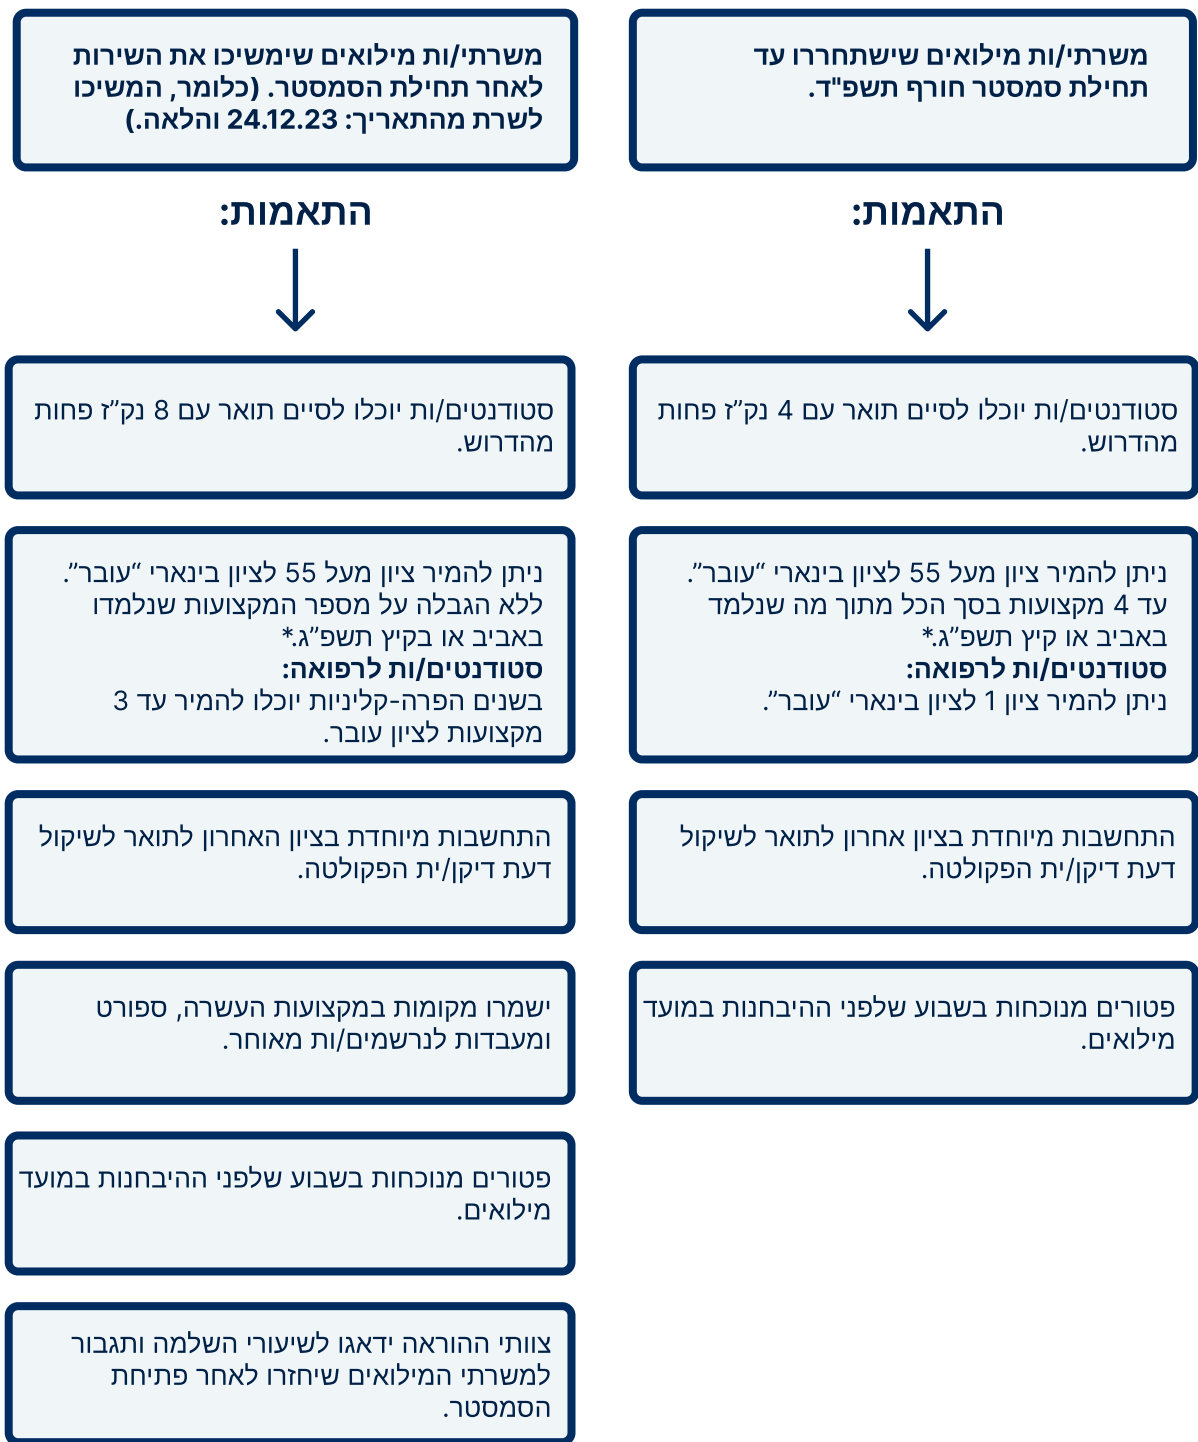 משרתי/ות מילואים שישתחררו עד
תחילת סמסטר חורף תשפ"ד.
התאמות:
סטודנטים/ות יוכלו לסיים תואר עם 4 נק”ז פחות
מהדרוש.
ניתן להמיר ציון מעל 55 לציון בינארי “עובר”.
עד 4 מקצועות בסך הכל מתוך מה שנלמד
באביב או קיץ תשפ”ג.*
סטודנטים/ות לרפואה:
ניתן להמיר ציון 1 לציון בינארי “עובר”.
התחשבות מיוחדת בציון אחרון לתואר לשיקול
דעת דיקן/ית הפקולטה.
פטורים מנוכחות בשבוע שלפני ההיבחנות במועד
מילואים.
משרתי/ות מילואים שימשיכו את השירות
לאחר תחילת הסמסטר. (כלומר, המשיכו
לשרת מהתאריך: 24.12.23 והלאה.)
התאמות:
סטודנטים/ות יוכלו לסיים תואר עם 8 נק”ז פחות
מהדרוש.
ניתן להמיר ציון מעל 55 לציון בינארי “עובר”.
ללא הגבלה על מספר המקצועות שנלמדו
באביב או בקיץ תשפ”ג.*
סטודנטים/ות לרפואה:
בשנים הפרה-קליניות יוכלו להמיר עד 3
מקצועות לציון עובר.
התחשבות מיוחדת בציון האחרון לתואר לשיקול
דעת דיקן/ית הפקולטה.
ישמרו מקומות במקצועות העשרה, ספורט
ומעבדות לנרשמים/ות מאוחר.
פטורים מנוכחות בשבוע שלפני ההיבחנות במועד
מילואים.
צוותי ההוראה ידאגו לשיעורי השלמה ותגבור
למשרתי המילואים שיחזרו לאחר פתיחת
הסמסטר.